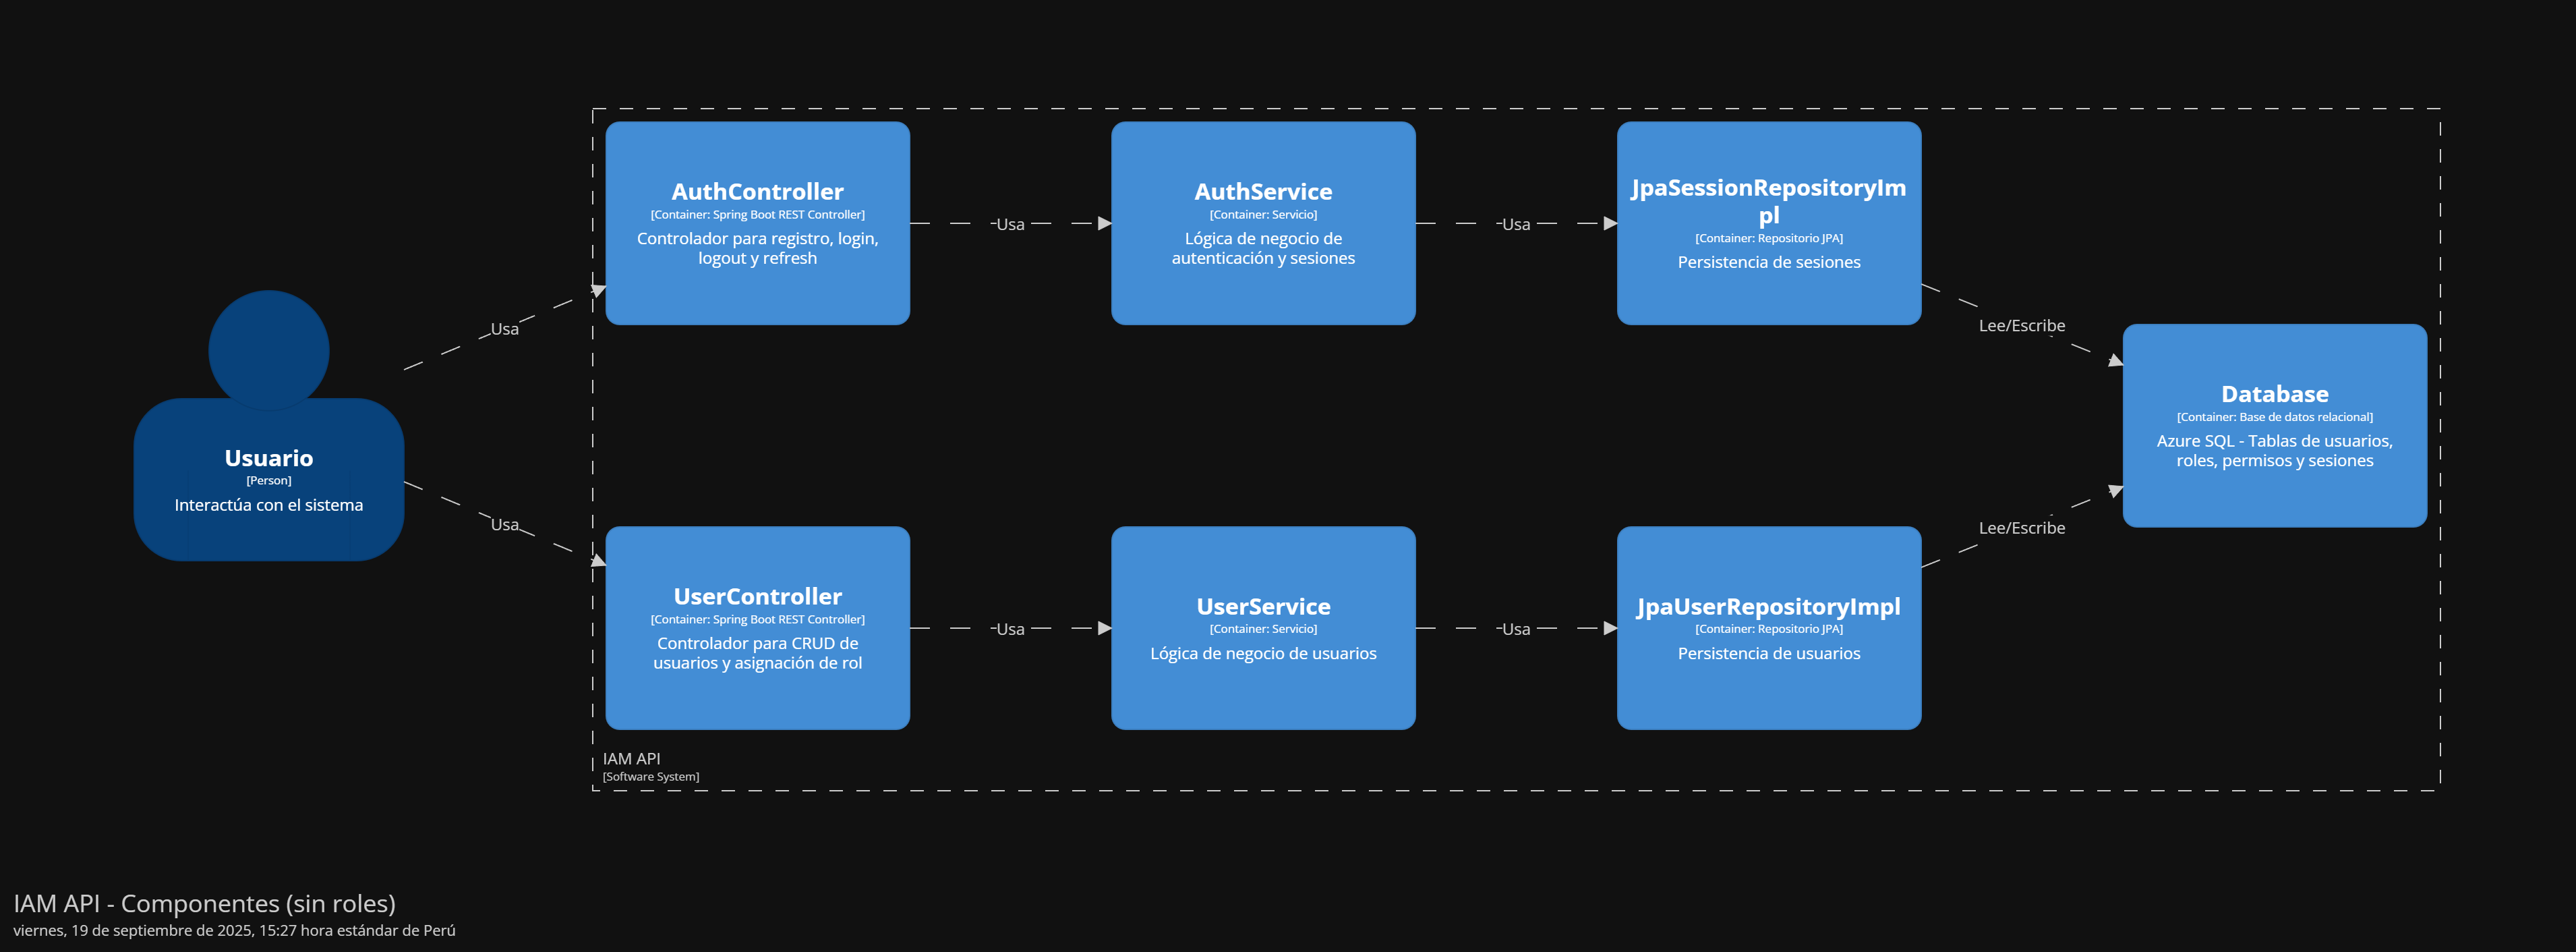 AuthController
[Container: Spring Boot REST Controller]
Controlador para registro, login,
logout y refresh
Usa
AuthService
[Container: Servicio]
Lógica de negocio de
autenticación y sesiones
Usa
JpaSessionRepositoryIm
pl
[Container: Repositorio JPA]
Persistencia de sesiones
Usa
Lee/Escribe
Usuario
[Person]
Interactúa con el sistema
Database
[Container: Base de datos relacional]
Azure SQL - Tablas de usuarios,
roles, permisos y sesiones
Usa
Lee/Escribe
UserController
[Container: Spring Boot REST Controller]
Controlador para CRUD de
usuarios y asignación de rol
Usa
UserService
[Container: Servicio]
Lógica de negocio de usuarios
Usa
JpaUserRepositoryImpl
[Container: Repositorio JPA]
Persistencia de usuarios
IAM API
[Software System]
IAM API - Componentes (sin roles)
viernes, 19 de septiembre de 2025, 15:27 hora estándar de Perú